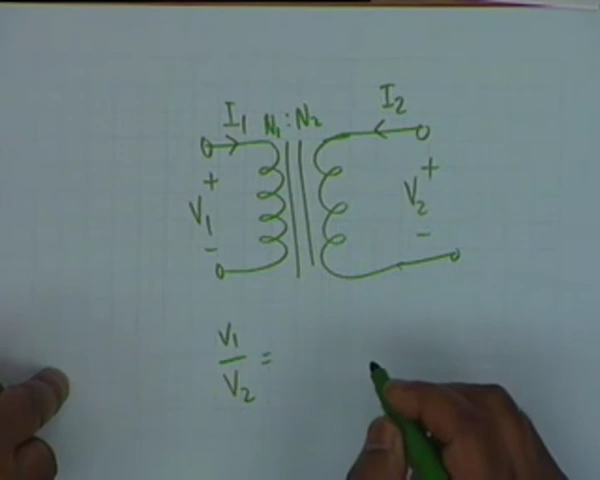 I1 N1:N2 I2
+ +
V1 V2
- -
V1/V2 =